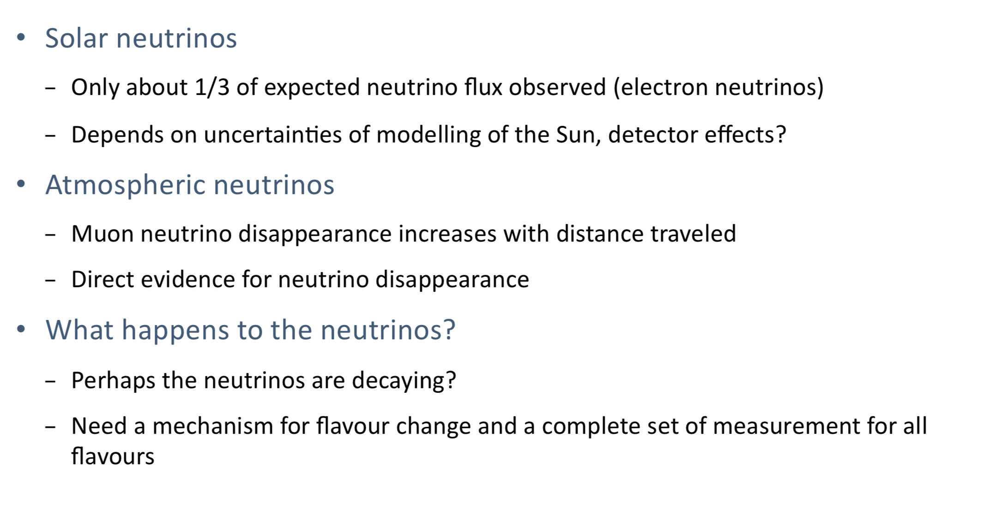 • Solar neutrinos
– Only about 1/3 of expected neutrino flux observed (electron neutrinos)
– Depends on uncertainties of modelling of the Sun, detector effects?
• Atmospheric neutrinos
– Muon neutrino disappearance increases with distance traveled
– Direct evidence for neutrino disappearance
• What happens to the neutrinos?
– Perhaps the neutrinos are decaying?
– Need a mechanism for flavour change and a complete set of measurement for all
flavours